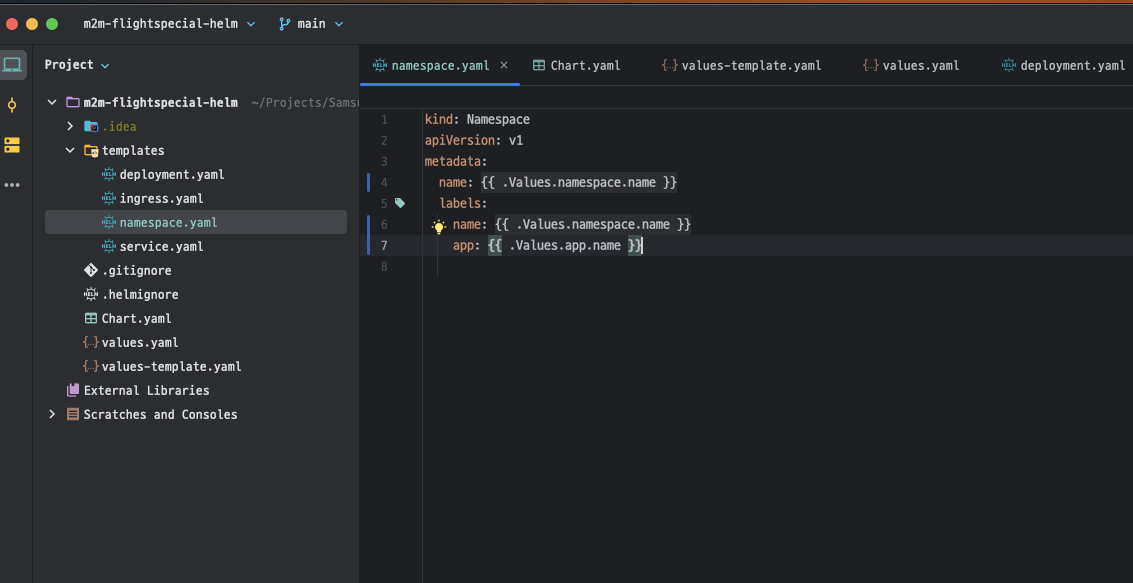 m2m-flightspecial-helm main
Project
m2m-flightspecial-helm ~/Projects/Sams
.idea
templates
deployment.yaml
ingress.yaml
namespace.yaml
service.yaml
.gitignore
.helmignore
Chart.yaml
values.yaml
values-template.yaml
External Libraries
Scratches and Consoles
namespace.yaml Chart.yaml values-template.yaml values.yaml deployment.yaml
1 kind: Namespace
2 apiVersion: v1
3 metadata:
4 name: {{ .Values.namespace.name }}
5 labels:
6 name: {{ .Values.namespace.name }}
7 app: {{ .Values.app.name }}
8